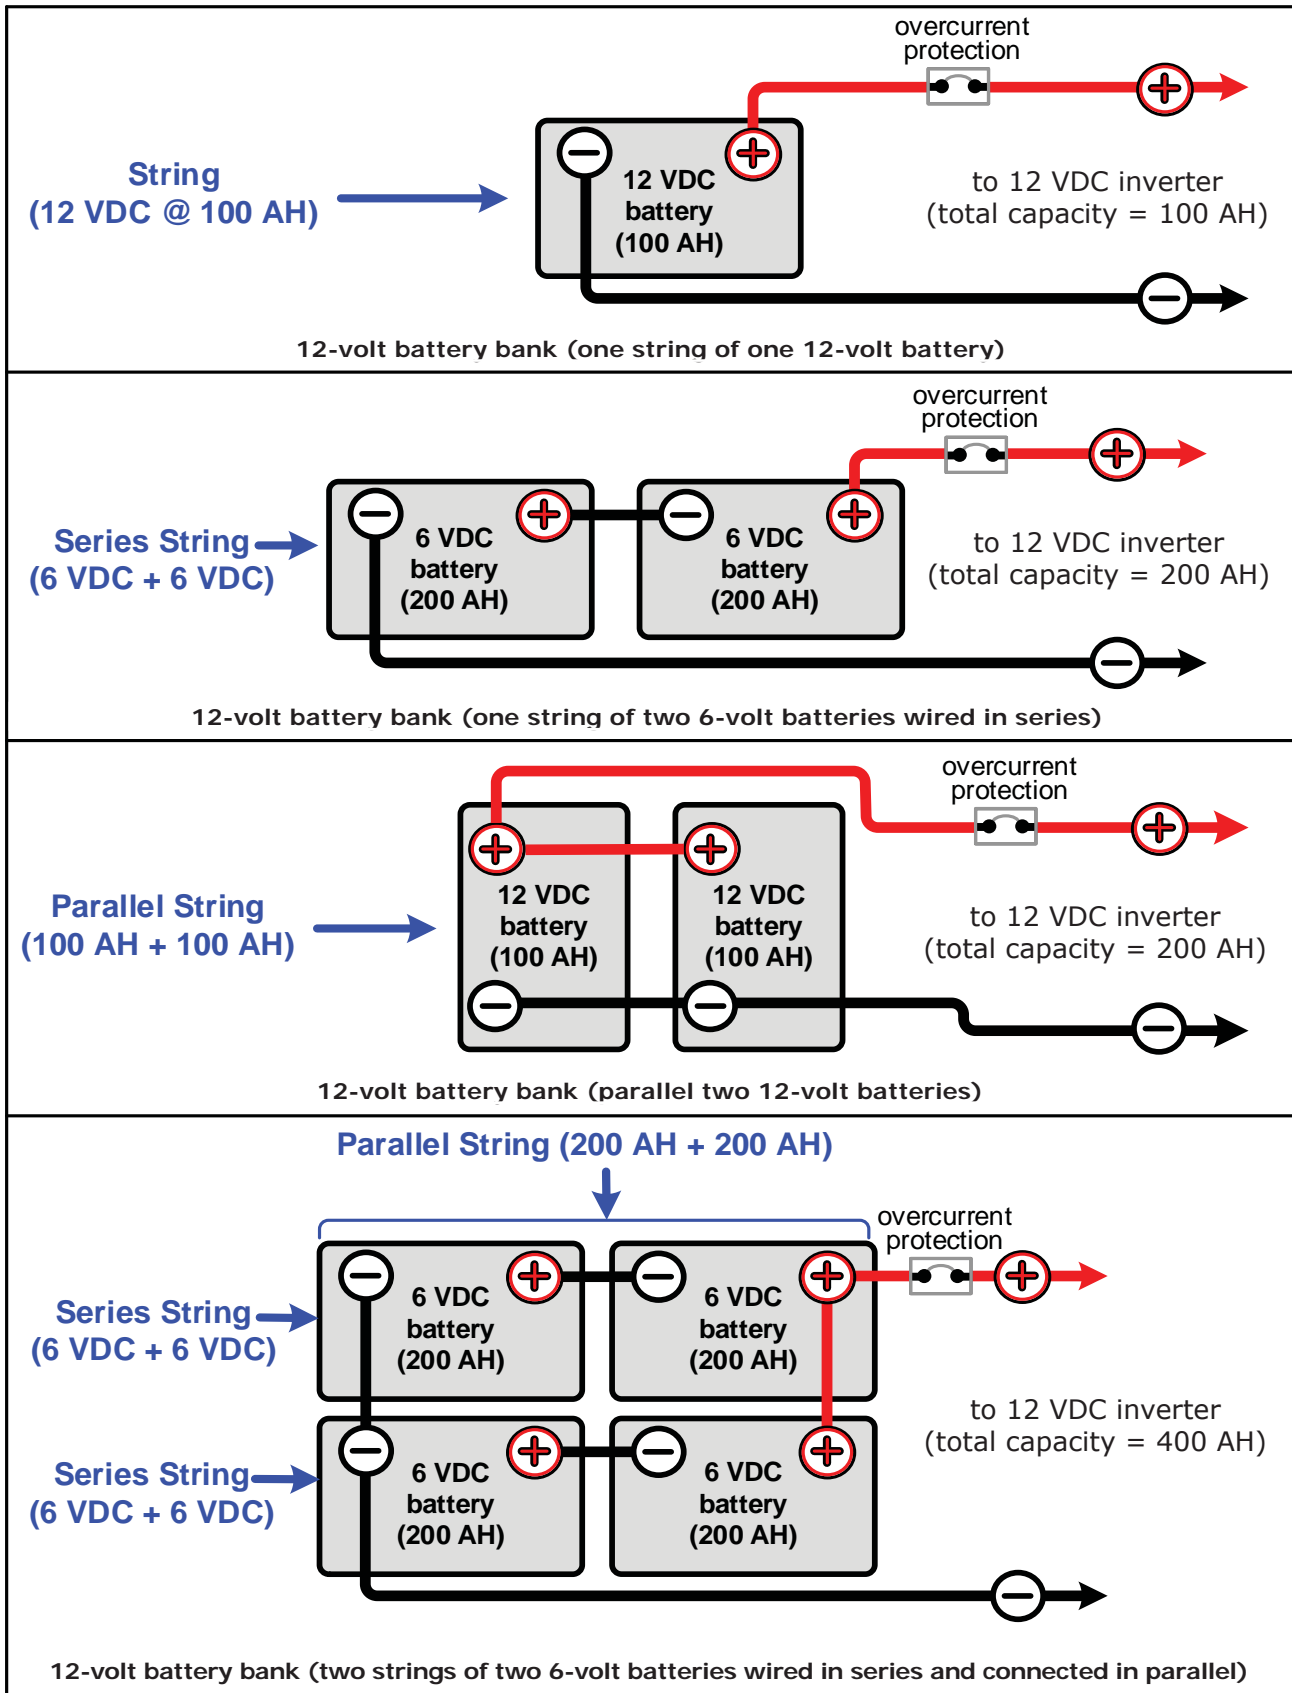 overcurrent
protection
String
(12 VDC @ 100 AH)
12 VDC
battery
(100 AH)
to 12 VDC inverter
(total capacity = 100 AH)
12-volt battery bank (one string of one 12-volt battery)
overcurrent
protection
Series String
(6 VDC + 6 VDC)
6 VDC
battery
(200 AH)
6 VDC
battery
(200 AH)
to 12 VDC inverter
(total capacity = 200 AH)
12-volt battery bank (one string of two 6-volt batteries wired in series)
overcurrent
protection
Parallel String
(100 AH + 100 AH)
12 VDC
battery
(100 AH)
12 VDC
battery
(100 AH)
to 12 VDC inverter
(total capacity = 200 AH)
12-volt battery bank (parallel two 12-volt batteries)
Parallel String (200 AH + 200 AH)
overcurrent
protection
Series String
(6 VDC + 6 VDC)
6 VDC
battery
(200 AH)
6 VDC
battery
(200 AH)
to 12 VDC inverter
(total capacity = 400 AH)
Series String
(6 VDC + 6 VDC)
6 VDC
battery
(200 AH)
6 VDC
battery
(200 AH)
12-volt battery bank (two strings of two 6-volt batteries wired in series and connected in parallel)